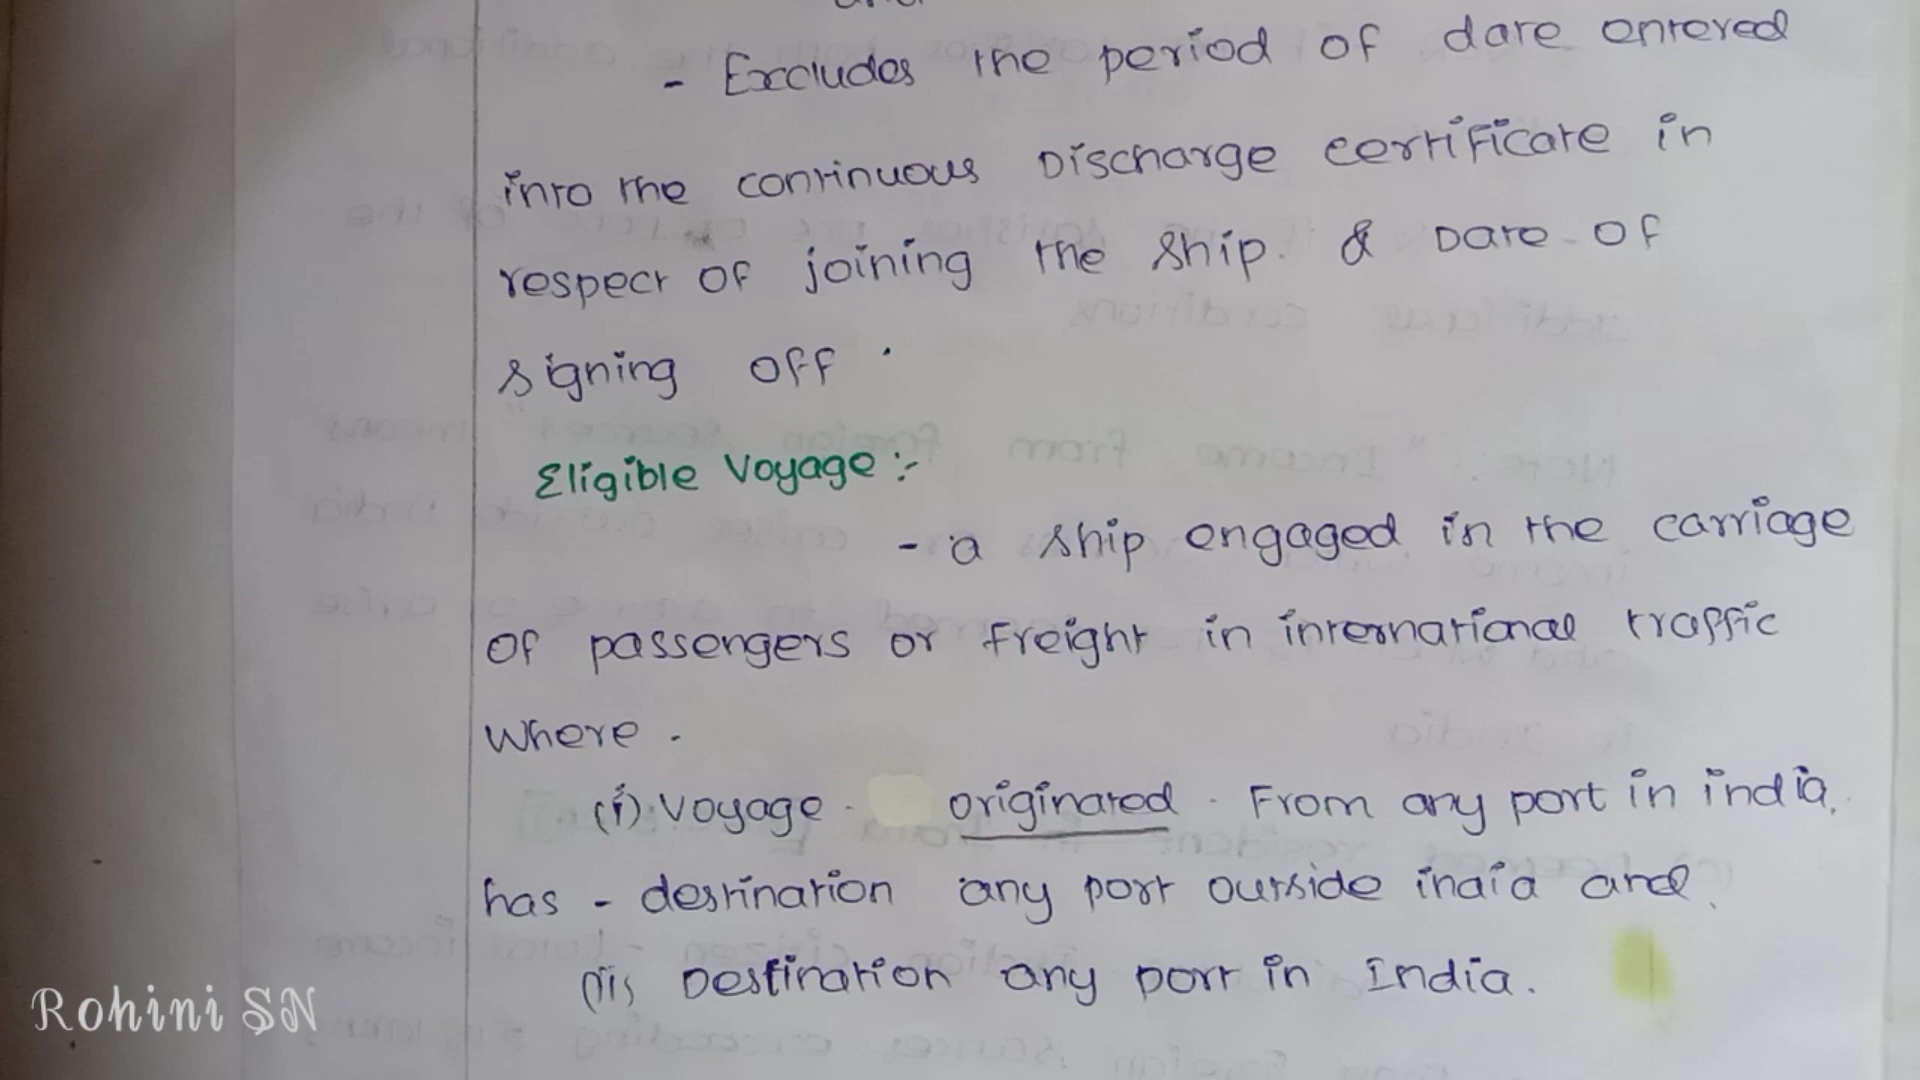 - Excludes the period of date entered
into the continuous Discharge certificate in
respect of joining the ship. & Date of
signing off.
Eligible Voyage :-
- a ship engaged in the carriage
of passengers or freight in international traffic
where.
(i) Voyage originated From any port in india,
has - destination any port outside india and
(ii) Destination any port in India.
Rohini SN